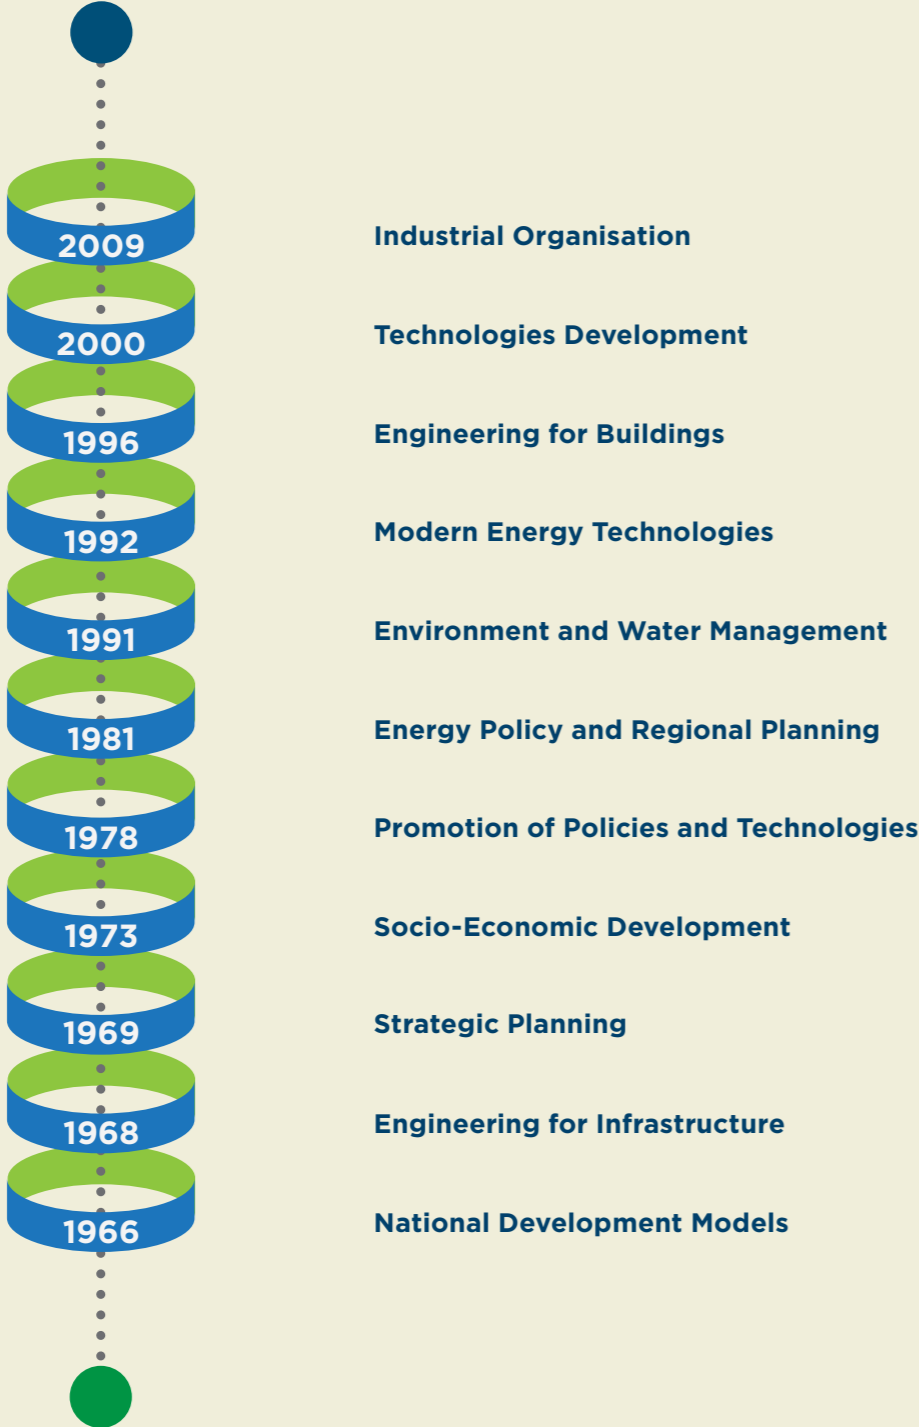 2009 Industrial Organisation
2000 Technologies Development
1996 Engineering for Buildings
1992 Modern Energy Technologies
1991 Environment and Water Management
1981 Energy Policy and Regional Planning
1978 Promotion of Policies and Technologies
1973 Socio-Economic Development
1969 Strategic Planning
1968 Engineering for Infrastructure
1966 National Development Models